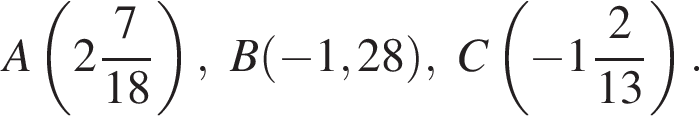 A(2 7/18), B(−1,28), C(−1 2/13).